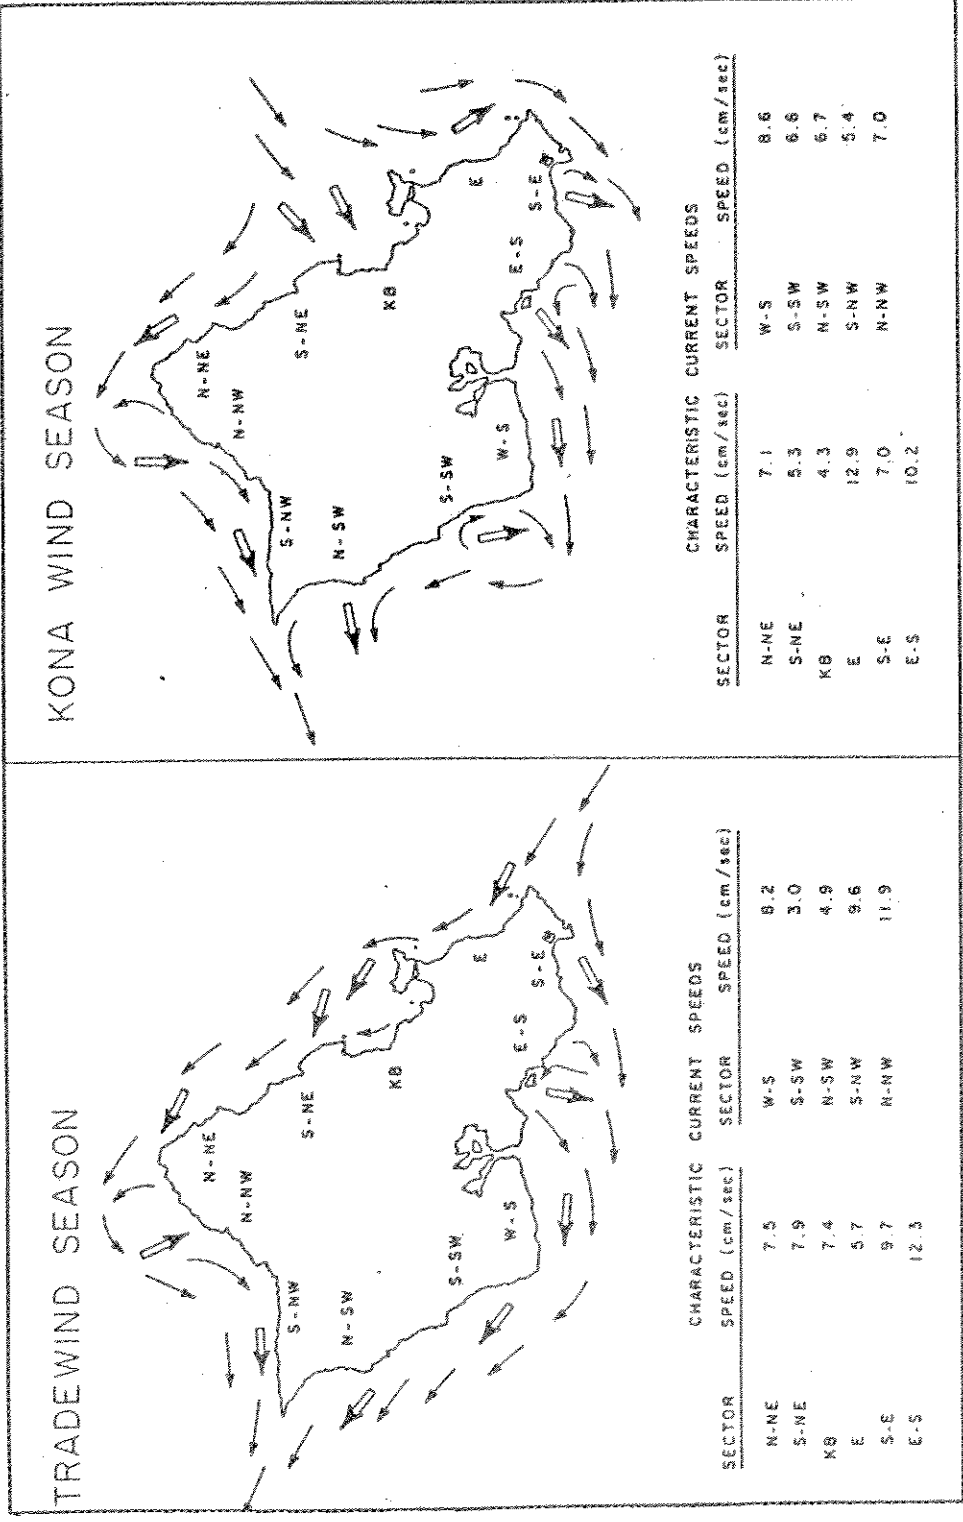 TRADEWIND SEASON
N-NE
N-NW
S-NW
S-NE
N-SW
KB
S-SW
E
W-S
E-S
S-E
CHARACTERISTIC CURRENT SPEEDS
SECTOR SPEED (cm/sec) SECTOR SPEED (cm/sec)
N-NE 7.5 W-S 8.2
S-NE 7.9 S-SW 3.0
KB 7.4 N-SW 4.9
E 5.7 S-NW 9.6
S-E 9.7 N-NW 11.9
E-S 12.3
KONA WIND SEASON
N-NE
N-NW
S-NW
S-NE
N-SW
KB
S-SW
E
W-S
E-S
S-E
CHARACTERISTIC CURRENT SPEEDS
SECTOR SPEED (cm/sec) SECTOR SPEED (cm/sec)
N-NE 7.1 W-S 8.6
S-NE 5.3 S-SW 6.6
KB 4.3 N-SW 6.7
E 12.9 S-NW 5.4
S-E 7.0 N-NW 7.0
E-S 10.2